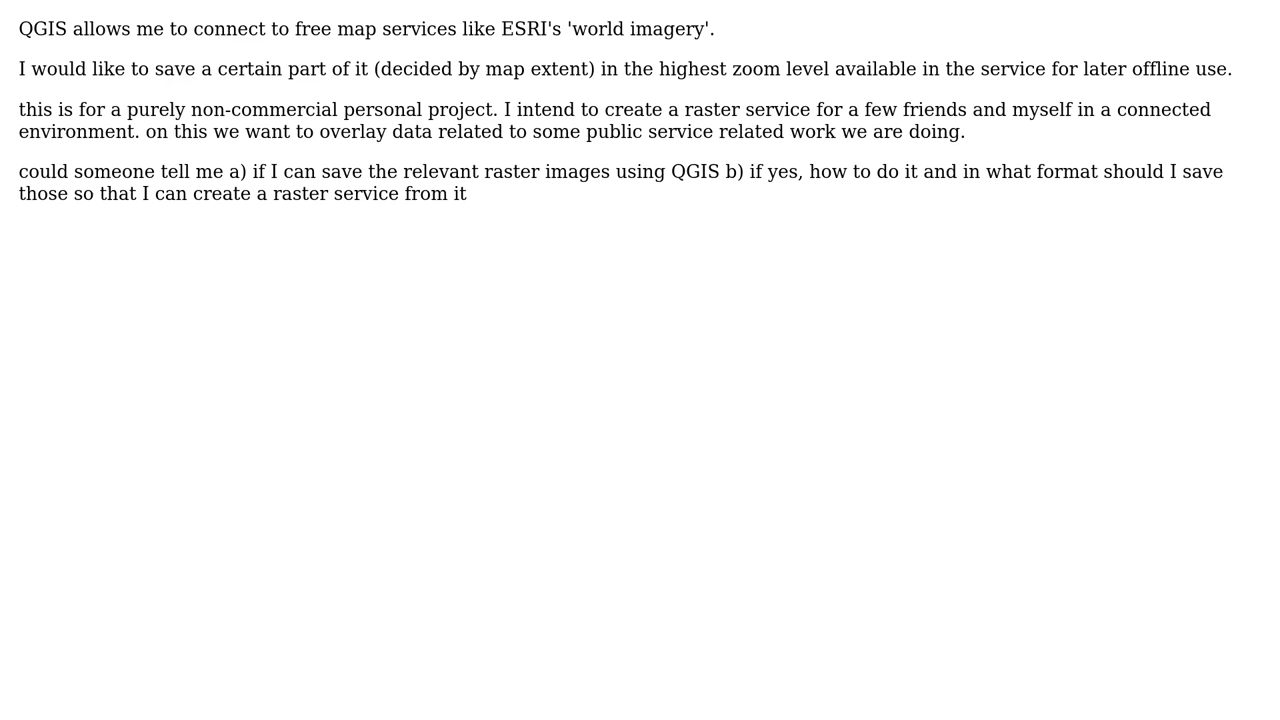 QGIS allows me to connect to free map services like ESRI's 'world imagery'.
I would like to save a certain part of it (decided by map extent) in the highest zoom level available in the service for later offline use.
this is for a purely non-commercial personal project. I intend to create a raster service for a few friends and myself in a connected
environment. on this we want to overlay data related to some public service related work we are doing.
could someone tell me a) if I can save the relevant raster images using QGIS b) if yes, how to do it and in what format should I save
those so that I can create a raster service from it